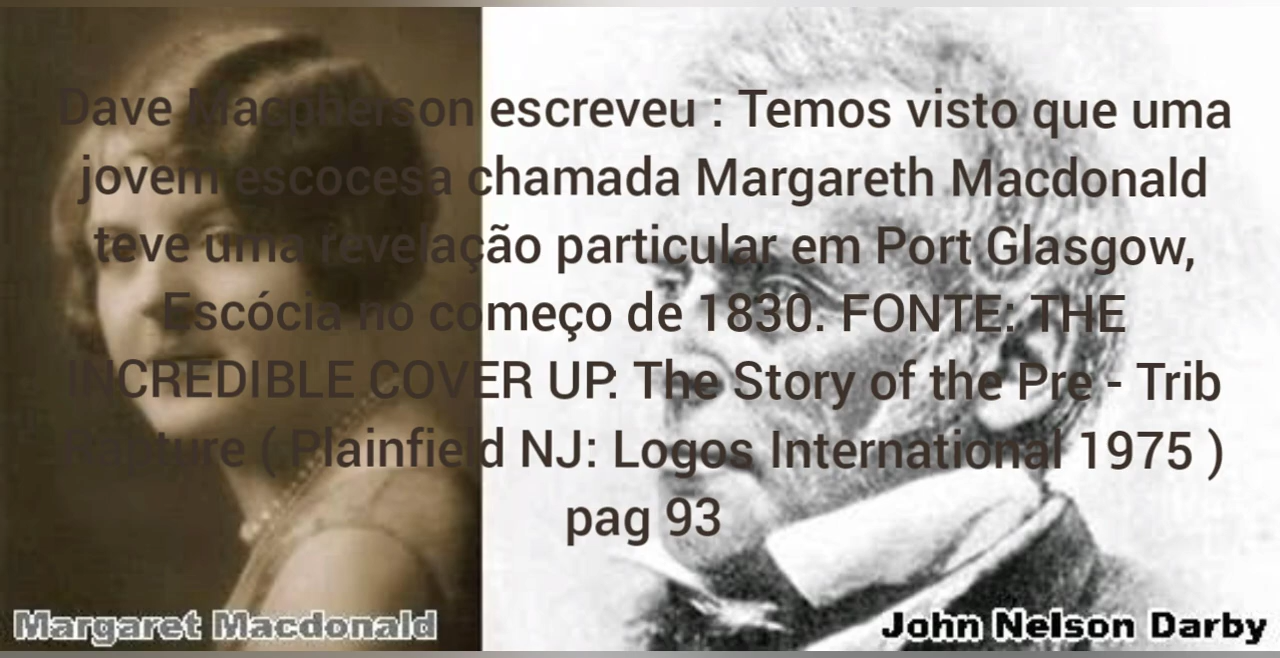 Dave Macpherson escreveu : Temos visto que uma
jovem escocesa chamada Margareth Macdonald
teve uma revelação particular em Port Glasgow,
Escócia no começo de 1830. FONTE: THE
INCREDIBLE COVER UP. The Story of the Pre - Trib
Rapture ( Plainfield NJ: Logos International 1975 )
pag 93
Margaret Macdonald
John Nelson Darby